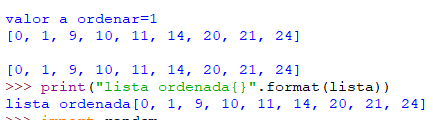 valor a ordenar=1
[0, 1, 9, 10, 11, 14, 20, 21, 24]
[0, 1, 9, 10, 11, 14, 20, 21, 24]
>>> print("lista ordenada{}".format(lista))
lista ordenada[0, 1, 9, 10, 11, 14, 20, 21, 24]
>>> import random